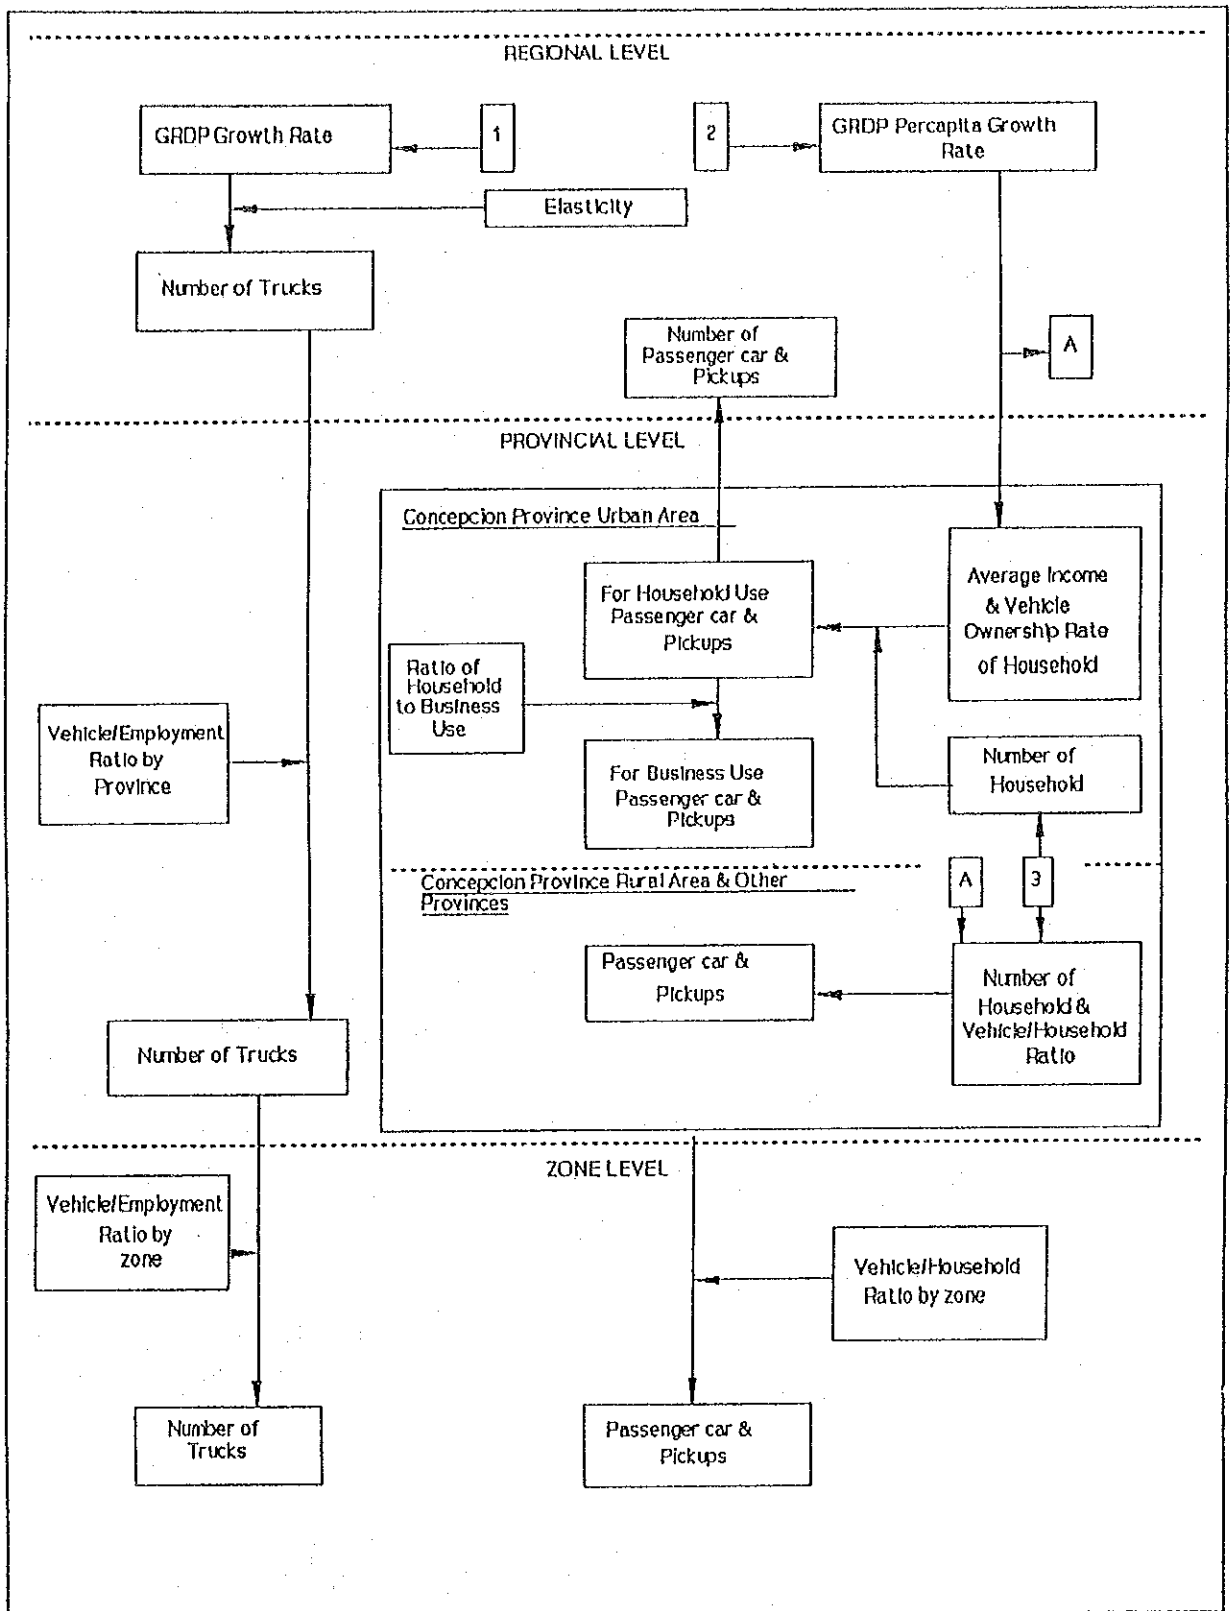 REGIONAL LEVEL
GRDP Growth Rate
1
2
GRDP Percapita Growth
Rate
Elasticity
Number of Trucks
Number of
Passenger car &
Pickups
A
PROVINCIAL LEVEL
Concepcion Province Urban Area
For Household Use
Passenger car &
Pickups
Average Income
& Vehicle
Ownership Rate
of Household
Ratio of
Household
to Business
Use
Vehicle/Employment
Ratio by
Province
For Business Use
Passenger car &
Pickups
Number of
Household
Concepcion Province Rural Area & Other
Provinces
A
3
Passenger car &
Pickups
Number of
Household &
Vehicle/Household
Ratio
Number of Trucks
ZONE LEVEL
Vehicle/Employment
Ratio by
zone
Vehicle/Household
Ratio by zone
Number of
Trucks
Passenger car &
Pickups